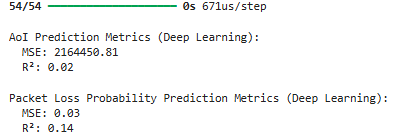 54/54 ━━━━━━━━━━━━━━━━━━━━ 0s 671us/step
AoI Prediction Metrics (Deep Learning):
MSE: 2164450.81
R²: 0.02
Packet Loss Probability Prediction Metrics (Deep Learning):
MSE: 0.03
R²: 0.14